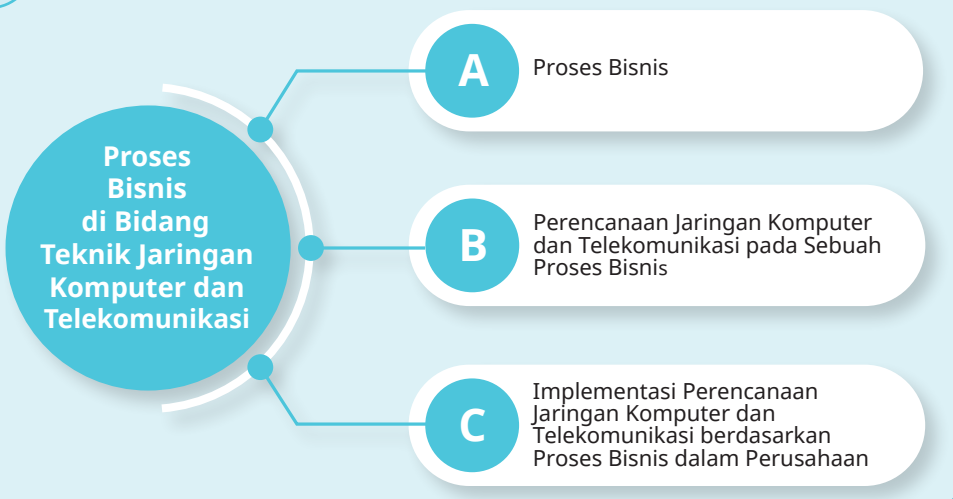 Proses
Bisnis
di Bidang
Teknik Jaringan
Komputer dan
Telekomunikasi
A
Proses Bisnis
B
Perencanaan Jaringan Komputer
dan Telekomunikasi pada Sebuah
Proses Bisnis
C
Implementasi Perencanaan
Jaringan Komputer dan
Telekomunikasi berdasarkan
Proses Bisnis dalam Perusahaan